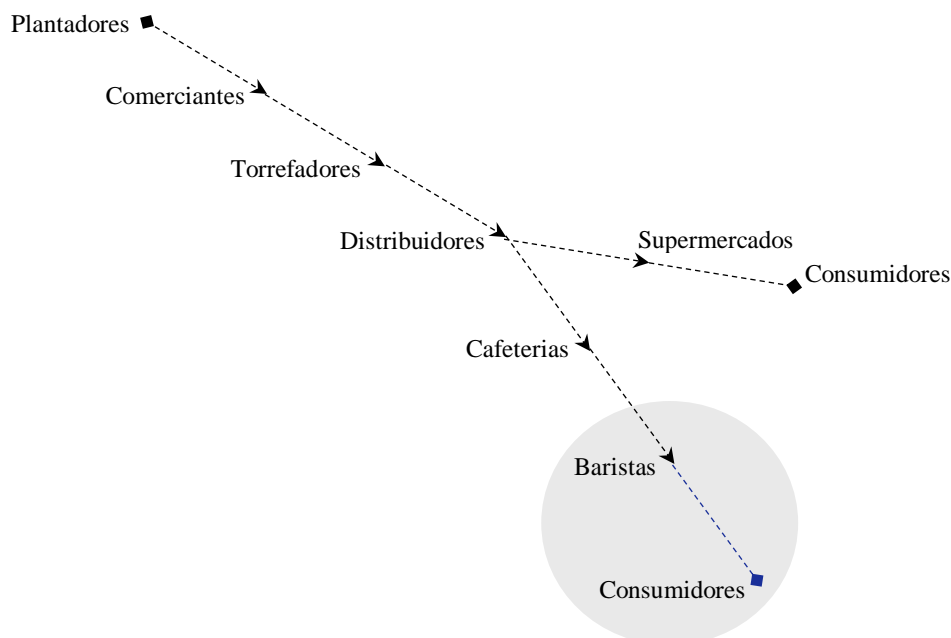 Plantadores
Comerciantes
Torrefadores
Distribuidores
Supermercados
Consumidores
Cafeterias
Baristas
Consumidores